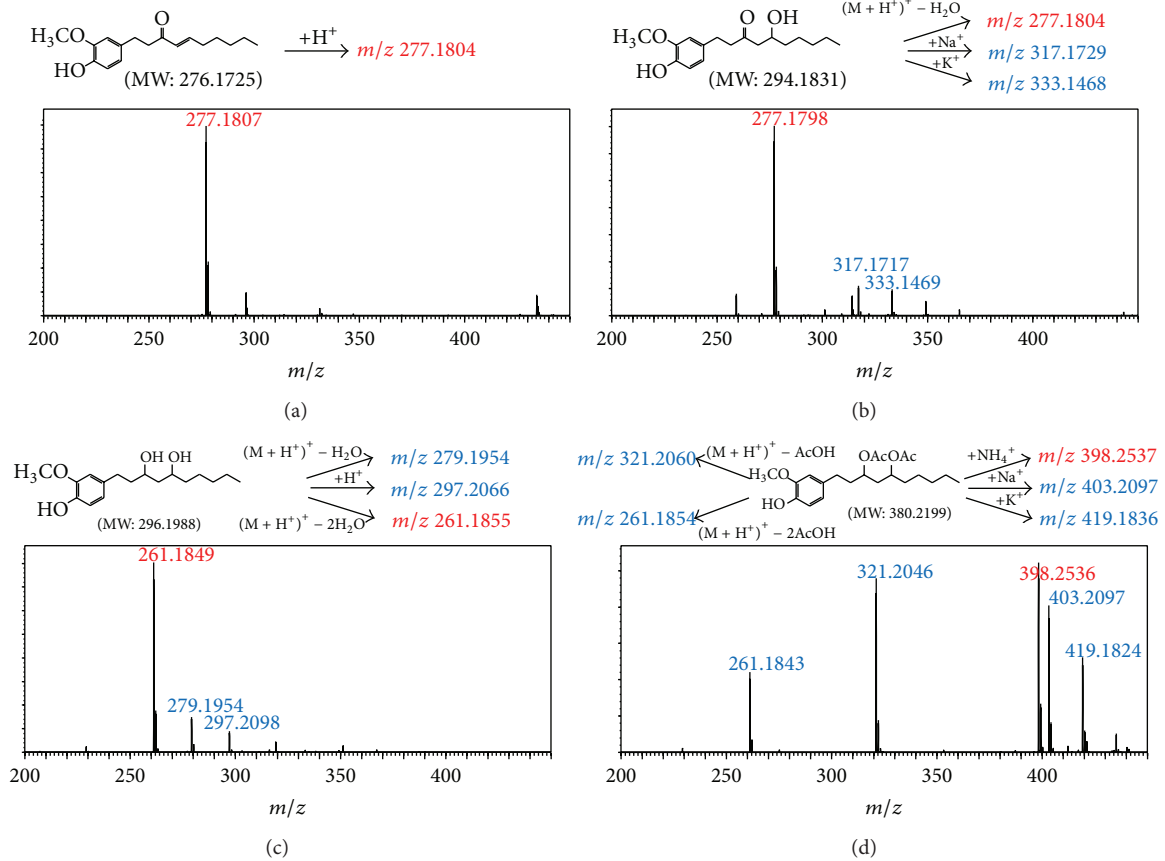 O
H₃CO
HO
(MW: 276.1725)
+H⁺
m/z 277.1804
277.1807
200 250 300 350 400
m/z
(a)
O OH
H₃CO
HO
(MW: 294.1831)
(M + H⁺)⁺ − H₂O
m/z 277.1804
+Na⁺
m/z 317.1729
+K⁺
m/z 333.1468
277.1798
317.1717
333.1469
200 250 300 350 400
m/z
(b)
OH OH
H₃CO
HO
(MW: 296.1988)
(M + H⁺)⁺ − H₂O
m/z 279.1954
+H⁺
m/z 297.2066
(M + H⁺)⁺ − 2H₂O
m/z 261.1855
261.1849
279.1954
297.2098
200 250 300 350 400
m/z
(c)
m/z 321.2060
(M + H⁺)⁺ − AcOH
m/z 261.1854
(M + H⁺)⁺ − 2AcOH
OAcOAc
H₃CO
HO
(MW: 380.2199)
+NH₄⁺
m/z 398.2537
+Na⁺
m/z 403.2097
+K⁺
m/z 419.1836
261.1843
321.2046
398.2536
403.2097
419.1824
200 250 300 350 400
m/z
(d)